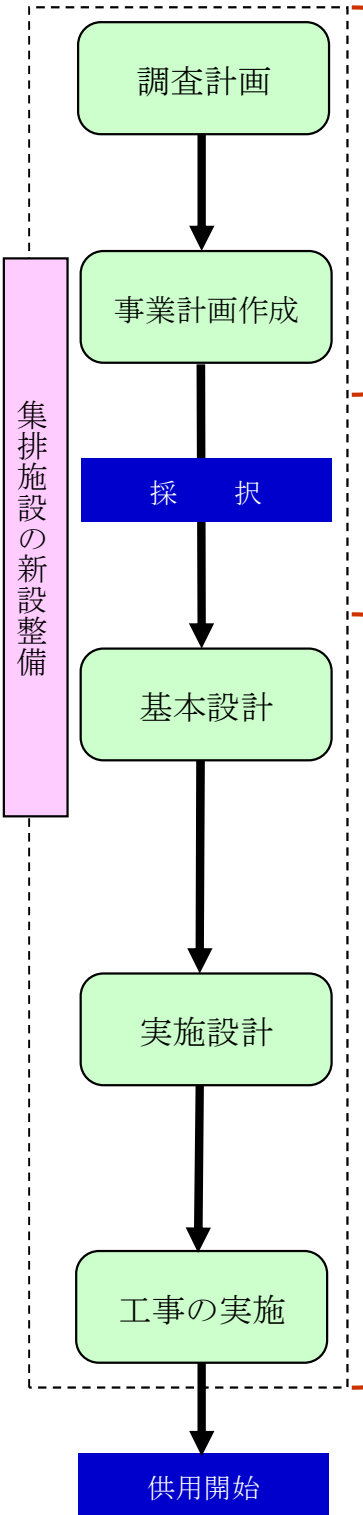 調査計画
事業計画作成
集排施設の新設整備
採　択
基本設計
実施設計
工事の実施
供用開始